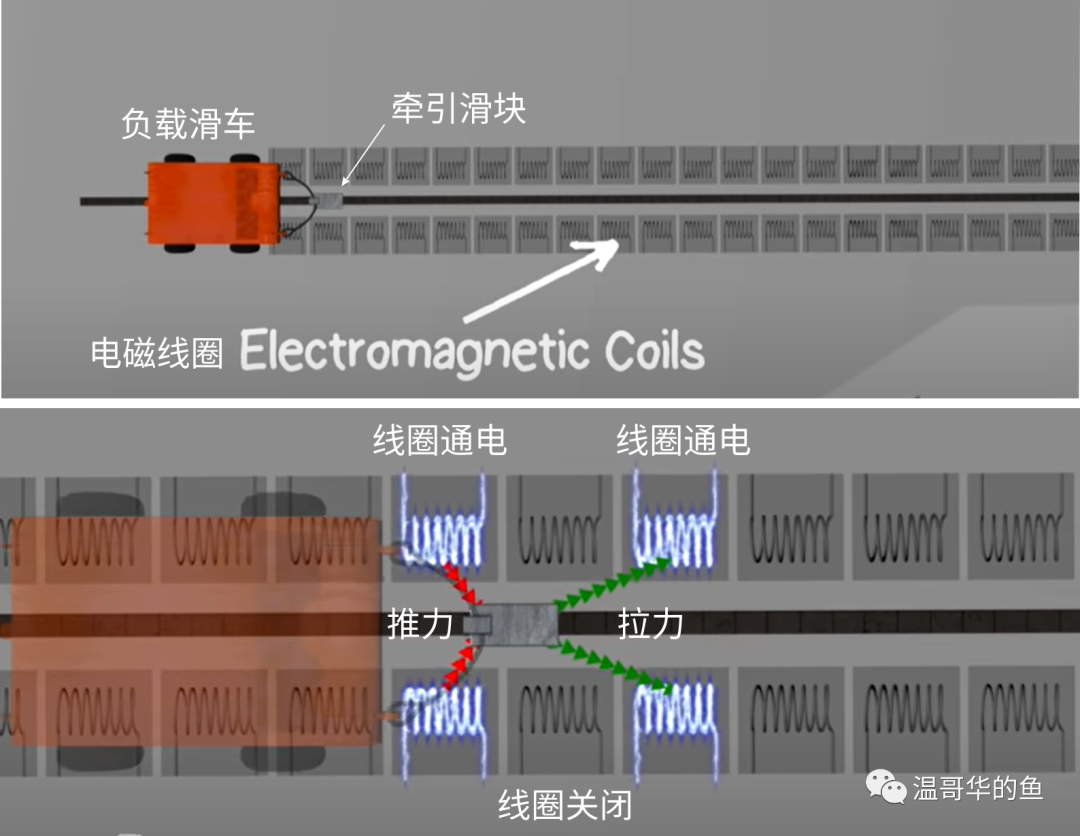 负载滑车
牵引滑块
电磁线圈 Electromagnetic Coils
线圈通电
线圈通电
推力
拉力
线圈关闭
温哥华的鱼